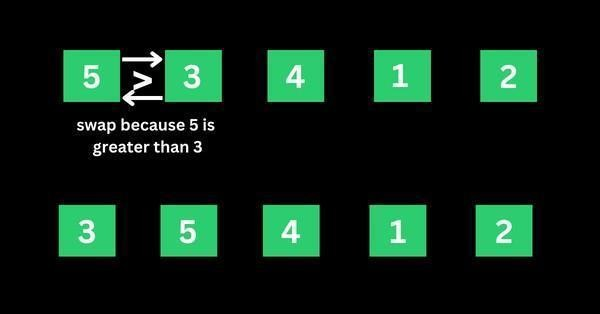 5 > 3 4 1 2
swap because 5 is
greater than 3
3 5 4 1 2